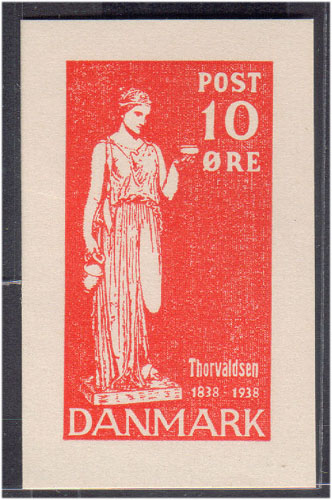 POST
10
ØRE
Thorvaldsen
1838 - 1938
DANMARK